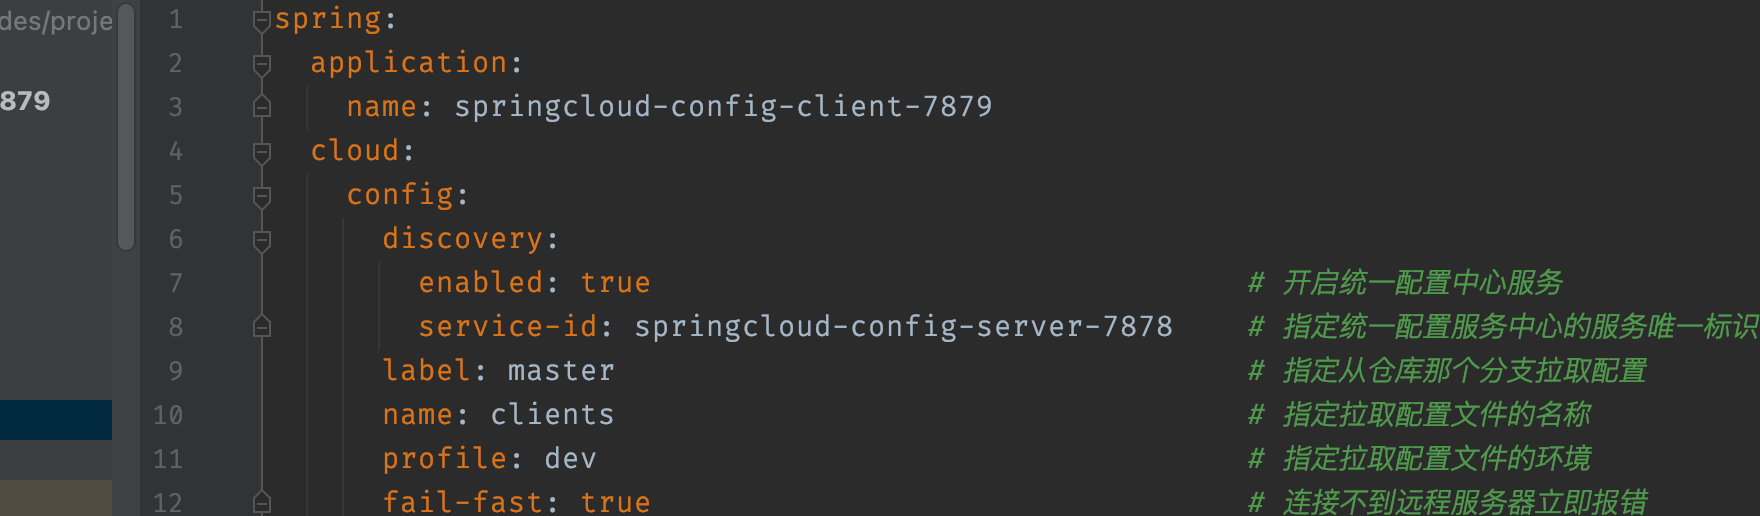 des/proje
879
1 spring:
2 application:
3 name: springcloud-config-client-7879
4 cloud:
5 config:
6 discovery:
7 enabled: true # 开启统一配置中心服务
8 service-id: springcloud-config-server-7878 # 指定统一配置服务中心的服务唯一标识
9 label: master # 指定从仓库那个分支拉取配置
10 name: clients # 指定拉取配置文件的名称
11 profile: dev # 指定拉取配置文件的环境
12 fail-fast: true # 连接不到远程服务器立即报错